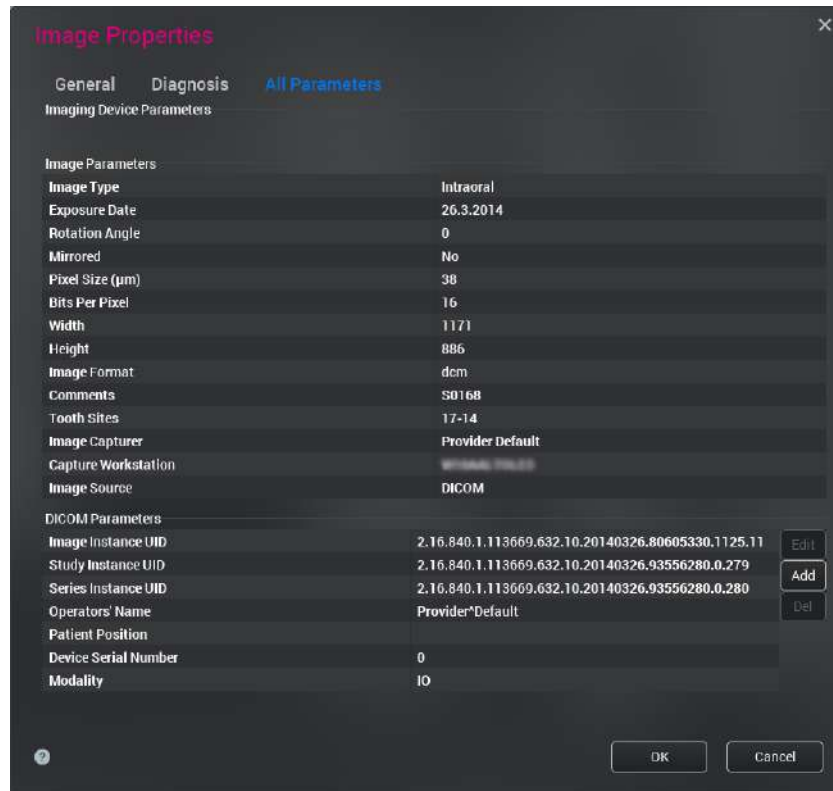 Image Properties
General Diagnosis All Parameters
Imaging Device Parameters
Image Parameters
Image Type Intraoral
Exposure Date 26.3.2014
Rotation Angle 0
Mirrored No
Pixel Size (µm) 38
Bits Per Pixel 16
Width 1171
Height 886
Image Format dcm
Comments S0168
Tooth Sites 17-14
Image Capturer Provider Default
Capture Workstation
Image Source DICOM
DICOM Parameters
Image Instance UID 2.16.840.1.113669.632.10.20140326.80605330.1125.11 Edit
Study Instance UID 2.16.840.1.113669.632.10.20140326.93556280.0.279 Add
Series Instance UID 2.16.840.1.113669.632.10.20140326.93556280.0.280
Operators' Name Provider^Default Del
Patient Position
Device Serial Number 0
Modality IO
OK Cancel